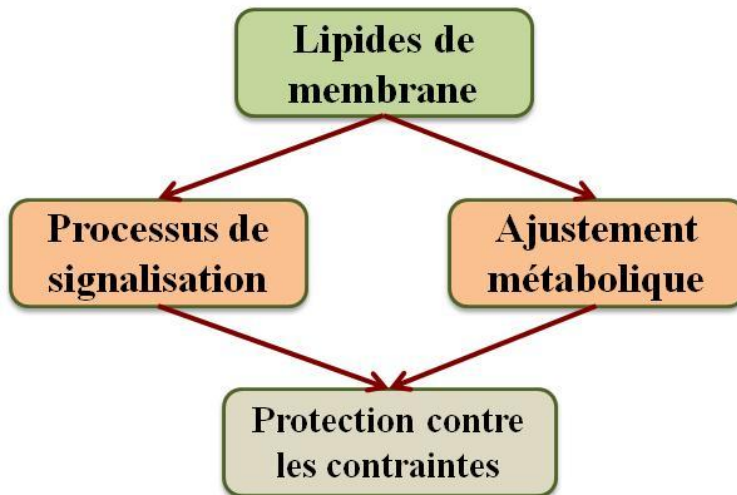 Lipides de
membrane
Processus de
signalisation
Ajustement
métabolique
Protection contre
les contraintes